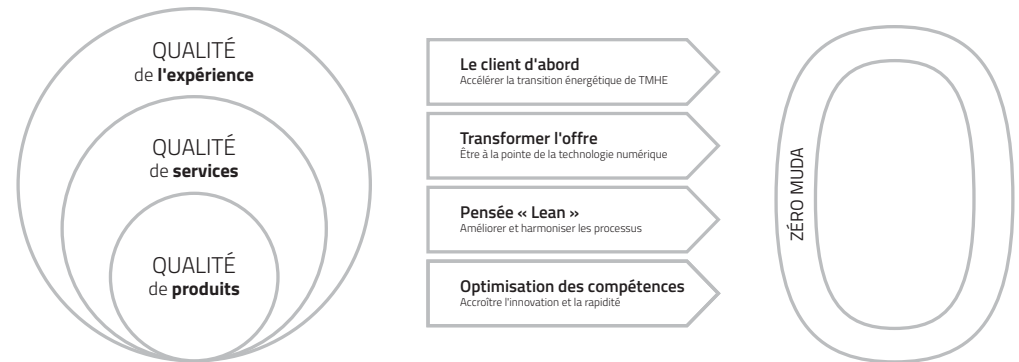 QUALITÉ
de l'expérience
QUALITÉ
de services
QUALITÉ
de produits
Le client d'abord
Accélérer la transition énergétique de TMHE
Transformer l'offre
Être à la pointe de la technologie numérique
Pensée « Lean »
Améliorer et harmoniser les processus
Optimisation des compétences
Accroître l'innovation et la rapidité
ZÉRO MUDA